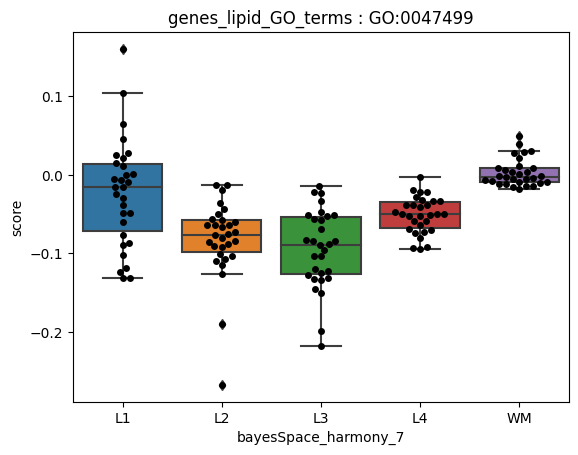 genes_lipid_GO_terms : GO:0047499
0.1
0.0
−0.1
−0.2
score
L1 L2 L3 L4 WM
bayesSpace_harmony_7